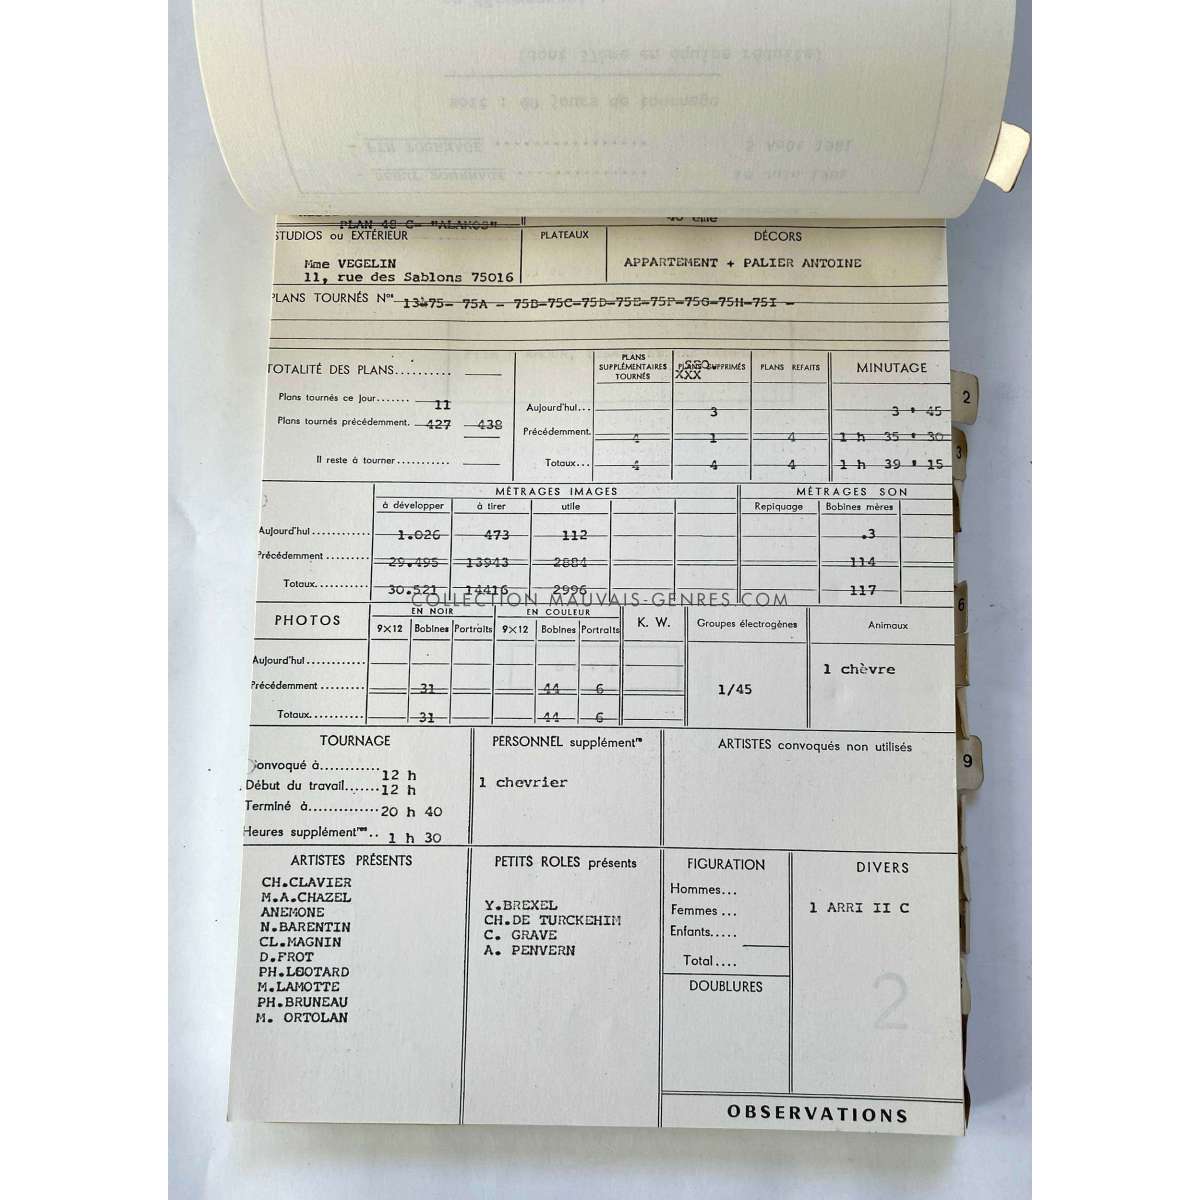 PLAN 48 C- "ALAKOS"
STUDIOS ou EXTÉRIEUR
PLATEAUX
DÉCORS
Mme VEGELIN
11, rue des Sablons 75016
APPARTEMENT + PALIER ANTOINE
PLANS TOURNÉS Nos 75- 75A - 75B-75C-75D-75E-75F-75G-75H-75I -
TOTALITÉ DES PLANS..........
PLANS SUPPLÉMENTAIRES TOURNÉS
PLANS SUPPRIMÉS
XXX
PLANS REFAITS
MINUTAGE
Plans tournés ce jour....... 11
Aujourd'hui... 3 3 ' 45
Plans tournés précédemment. 427 438
Précédemment. 4 1 4 1 h 35 ' 30
Il reste à tourner...........
Totaux... 4 4 4 1 h 39 ' 15
MÉTRAGES IMAGES
MÉTRAGES SON
à développer à tirer utile Repiquage Bobines mères
Aujourd'hui............ 1.026 473 112 .3
Précédemment ......... 29.495 13943 2884 114
Totaux............ 30.521 14416 2996 117
COLLECTION MAUVAIS-GENRES.COM
PHOTOS
EN NOIR
EN COULEUR
K. W.
Groupes électrogènes
Animaux
9X12 Bobines Portraits 9X12 Bobines Portraits
Aujourd'hui............
1 chèvre
Précédemment ......... 31 44 6
1/45
Totaux........... 31 44 6
TOURNAGE
PERSONNEL supplémentre
ARTISTES convoqués non utilisés
Convoqué à............ 12 h
Début du travail....... 12 h
1 chevrier
Terminé à............. 20 h 40
Heures supplémentres.. 1 h 30
ARTISTES PRÉSENTS
PETITS ROLES présents
FIGURATION
DIVERS
CH.CLAVIER
M.A.CHAZEL
ANEMONE
N.BARENTIN
CL.MAGNIN
D.FROT
PH.LEOTARD
M.LAMOTTE
PH.BRUNEAU
M. ORTOLAN
Y.BREXEL
CH.DE TURCKEHIM
C. GRAVE
A. PENVERN
Hommes...
Femmes ...
Enfants.....
Total....
DOUBLURES
1 ARRI II C
2
OBSERVATIONS
2
3
6
9